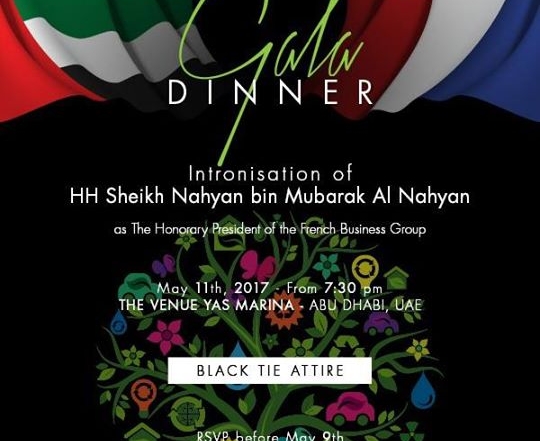 Gala
DINNER
Intronisation of
HH Sheikh Nahyan bin Mubarak Al Nahyan
as The Honorary President of the French Business Group
May 11th, 2017 - From 7:30 pm
THE VENUE YAS MARINA - ABU DHABI, UAE
BLACK TIE ATTIRE
RSVP before May 9th